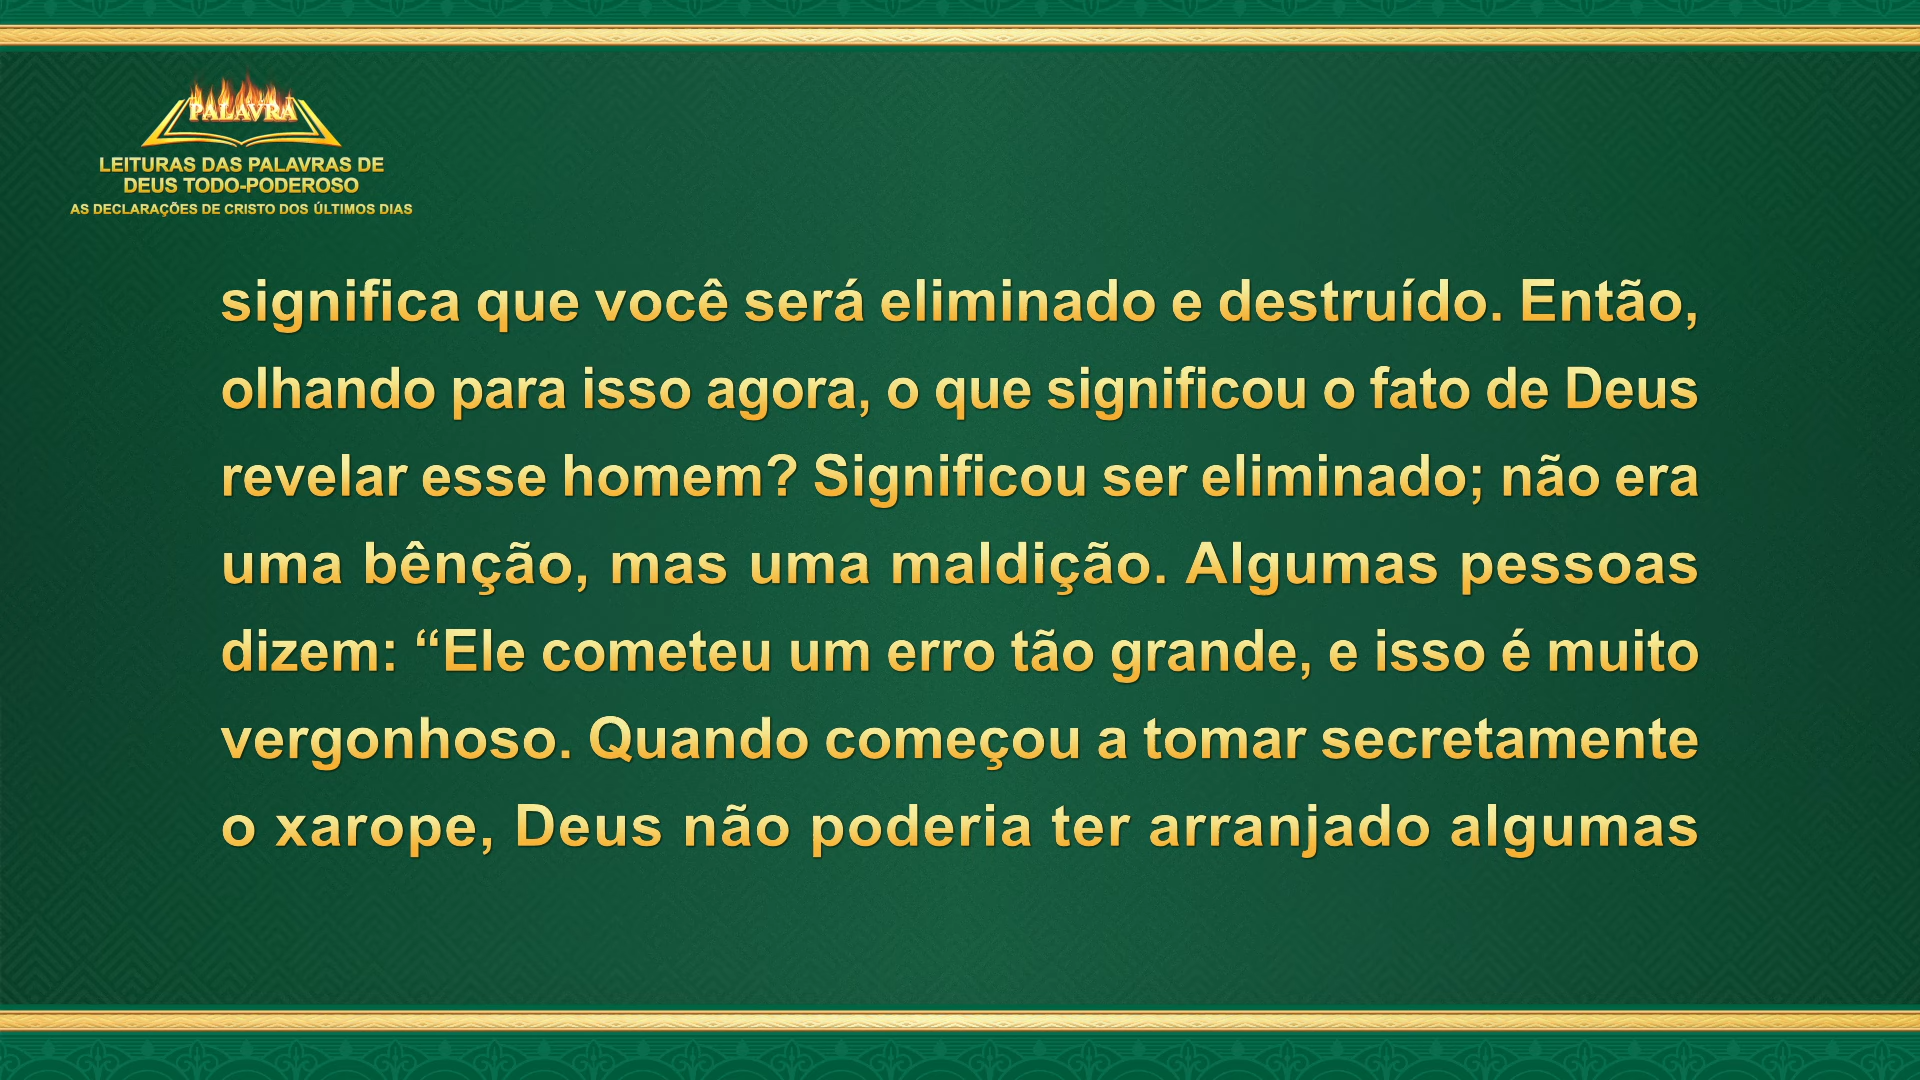 PALAVRA
LEITURAS DAS PALAVRAS DE
DEUS TODO-PODEROSO
AS DECLARAÇÕES DE CRISTO DOS ÚLTIMOS DIAS
significa que você será eliminado e destruído. Então,
olhando para isso agora, o que significou o fato de Deus
revelar esse homem? Significou ser eliminado; não era
uma bênção, mas uma maldição. Algumas pessoas
dizem: “Ele cometeu um erro tão grande, e isso é muito
vergonhoso. Quando começou a tomar secretamente
o xarope, Deus não poderia ter arranjado algumas